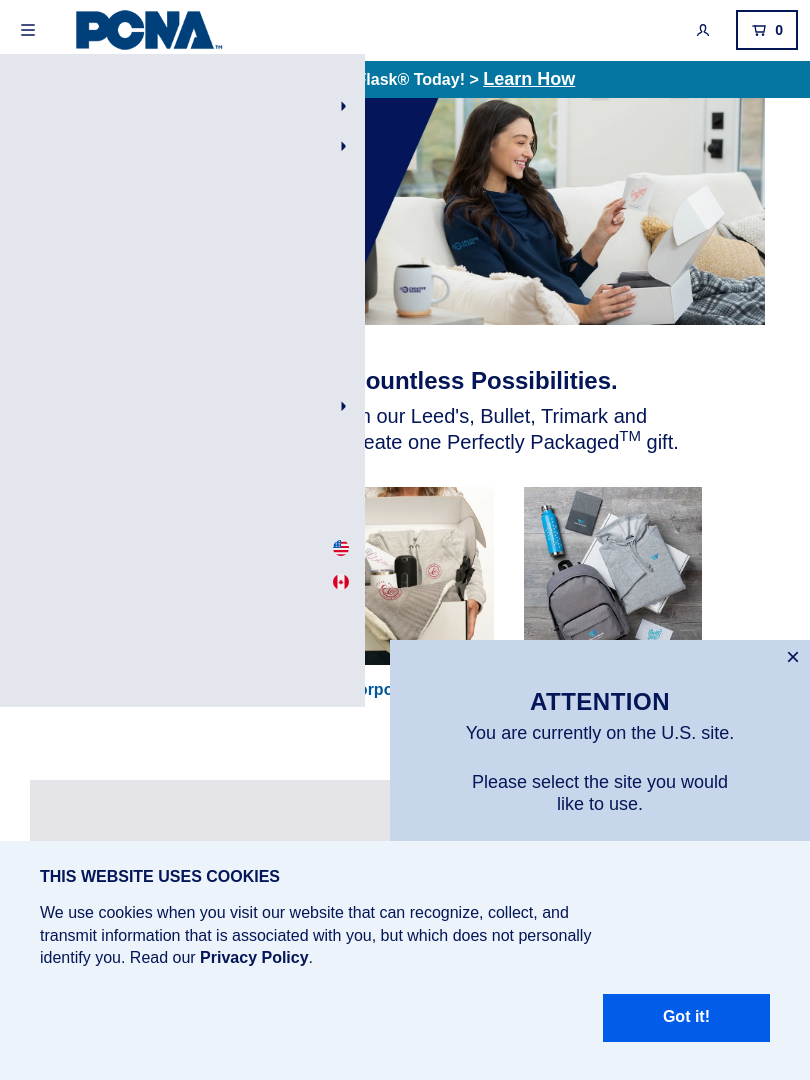 PCNA™
0
Flask® Today! > Learn How
ountless Possibilities.
n our Leed's, Bullet, Trimark and
eate one Perfectly Packaged™ gift.
orpo
ATTENTION
You are currently on the U.S. site.
Please select the site you would
like to use.
THIS WEBSITE USES COOKIES
We use cookies when you visit our website that can recognize, collect, and
transmit information that is associated with you, but which does not personally
identify you. Read our Privacy Policy.
Got it!